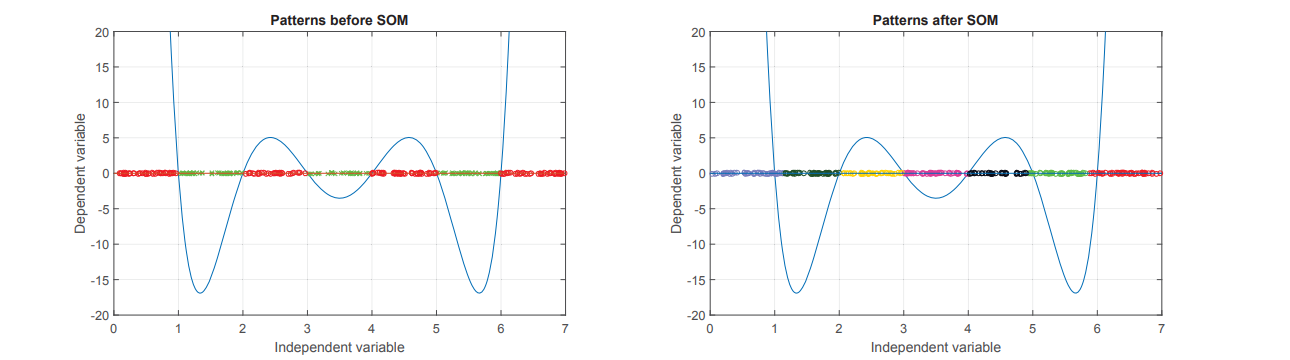 Patterns before SOM
20
15
10
5
0
-5
-10
-15
-20
Dependent variable
0 1 2 3 4 5 6 7
Independent variable
Patterns after SOM
20
15
10
5
0
-5
-10
-15
-20
Dependent variable
0 1 2 3 4 5 6 7
Independent variable